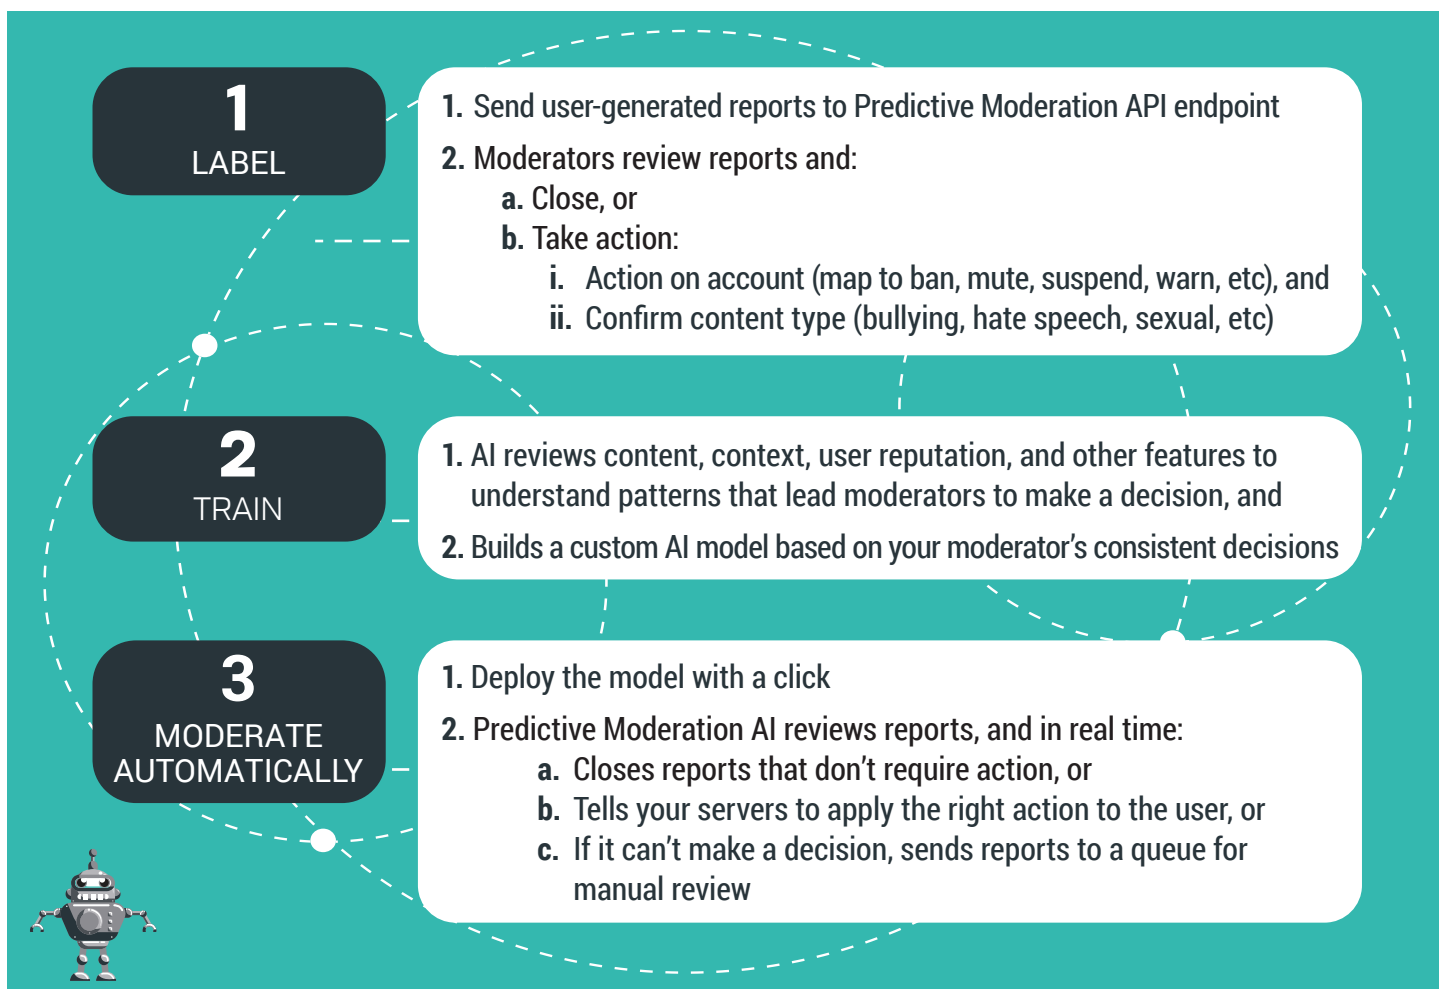 1
LABEL
1. Send user-generated reports to Predictive Moderation API endpoint
2. Moderators review reports and:
a. Close, or
b. Take action:
i. Action on account (map to ban, mute, suspend, warn, etc), and
ii. Confirm content type (bullying, hate speech, sexual, etc)
2
TRAIN
1. AI reviews content, context, user reputation, and other features to
understand patterns that lead moderators to make a decision, and
2. Builds a custom AI model based on your moderator's consistent decisions
3
MODERATE
AUTOMATICALLY
1. Deploy the model with a click
2. Predictive Moderation AI reviews reports, and in real time:
a. Closes reports that don't require action, or
b. Tells your servers to apply the right action to the user, or
c. If it can't make a decision, sends reports to a queue for
manual review